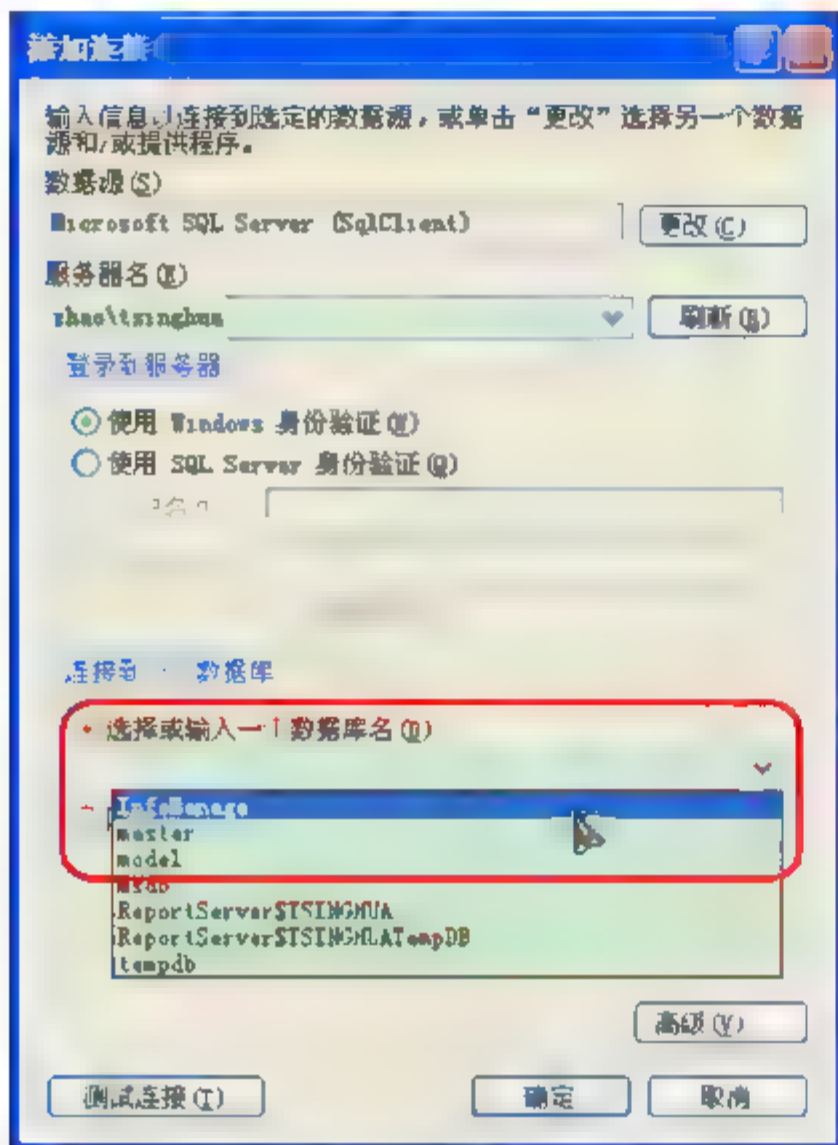 添加连接
输入信息以连接到选定的数据源，或单击“更改”选择另一个数据
源和/或提供程序。
数据源(S)
Microsoft SQL Server (SqlClient)
更改(C)
服务器名(E)
zhao\tsinghua
刷新(R)
登录到服务器
使用 Windows 身份验证(W)
使用 SQL Server 身份验证(Q)
连接到一个数据库
选择或输入一个数据库名(D)
InfoManage
master
model
msdb
ReportServer$TSINGHUA
ReportServer$TSINGHUATempDB
tempdb
高级(V)
测试连接(T)
确定
取消